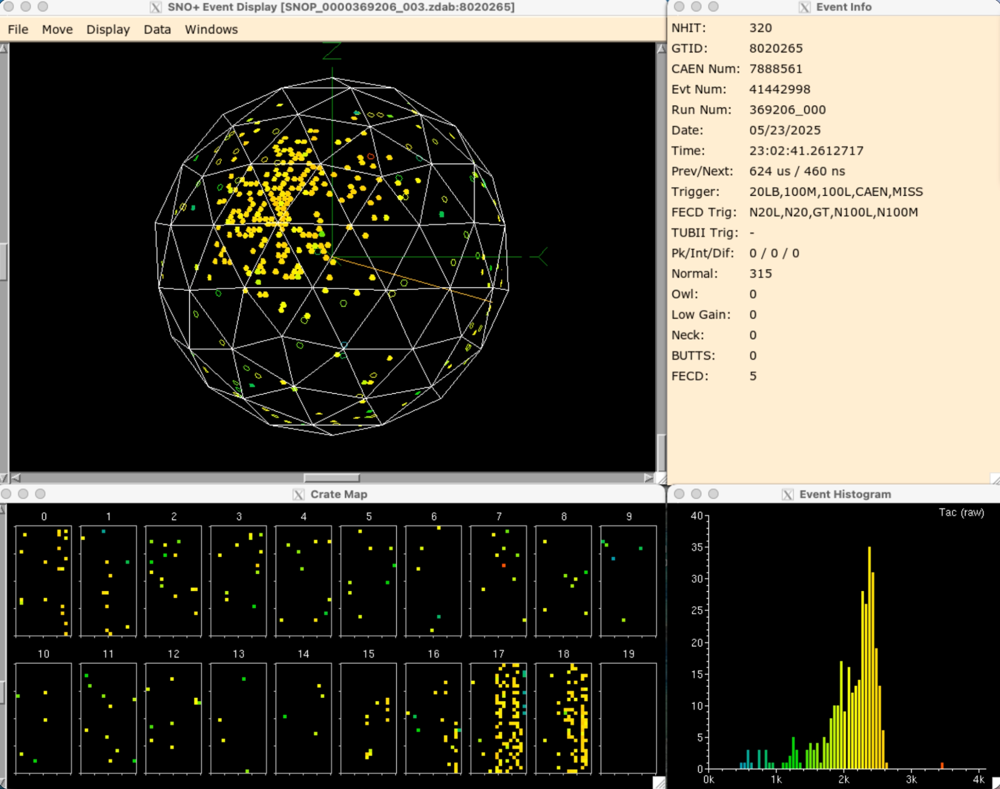 SNO+ Event Display [SNOP_0000369206_003.zdab:8020265]
File Move Display Data Windows
Z
Y
Event Info
NHIT: 320
GTID: 8020265
CAEN Num: 7888561
Evt Num: 41442998
Run Num: 369206_000
Date: 05/23/2025
Time: 23:02:41.2612717
Prev/Next: 624 us / 460 ns
Trigger: 20LB,100M,100L,CAEN,MISS
FECD Trig: N20L,N20,GT,N100L,N100M
TUBII Trig: -
Pk/Int/Dif: 0 / 0 / 0
Normal: 315
Owl: 0
Low Gain: 0
Neck: 0
BUTTS: 0
FECD: 5
Crate Map
0 1 2 3 4 5 6 7 8 9
10 11 12 13 14 15 16 17 18 19
Event Histogram
Tac (raw)
40
35
30
25
20
15
10
5
0
0k 1k 2k 3k 4k